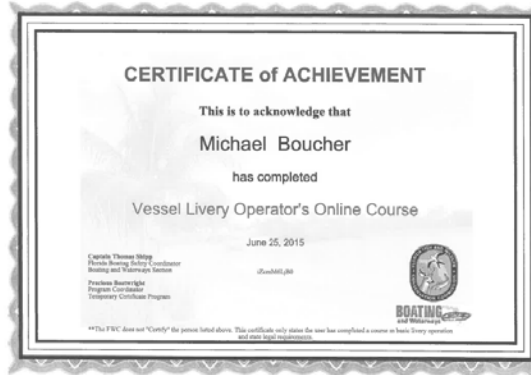 CERTIFICATE of ACHIEVEMENT
This is to acknowledge that
Michael Boucher
has completed
Vessel Livery Operator's Online Course
June 25, 2015
Captain Thomas Shipp
Florida Boating Safety Coordinator
Boating and Waterways Section
Precious Boatwright
Program Coordinator
Temporary Certificate Program
BOATING
and Waterways
**The FWC does not "Certify" the person listed above. This certificate only states the user has completed a course in basic livery operation
and state legal requirements.